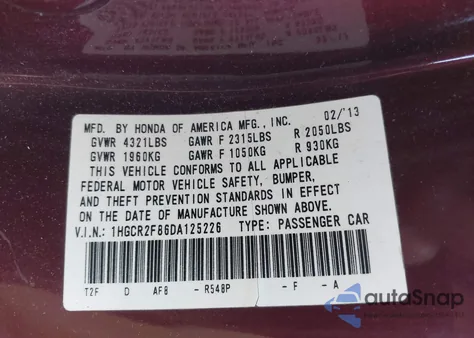 02/'13
MFD. BY HONDA OF AMERICA MFG., INC.
GVWR 4321LBS GAWR F 2315LBS R 2050LBS
GVWR 1960KG GAWR F 1050KG R 930KG
THIS VEHICLE CONFORMS TO ALL APPLICABLE
FEDERAL MOTOR VEHICLE SAFETY, BUMPER,
AND THEFT PREVENTION STANDARDS IN EFFECT
ON THE DATE OF MANUFACTURE SHOWN ABOVE.
V.I.N.: 1HGCR2F86DA125226 TYPE: PASSENGER CAR
T2F D AF8 - R548P - F - A
autoSnap